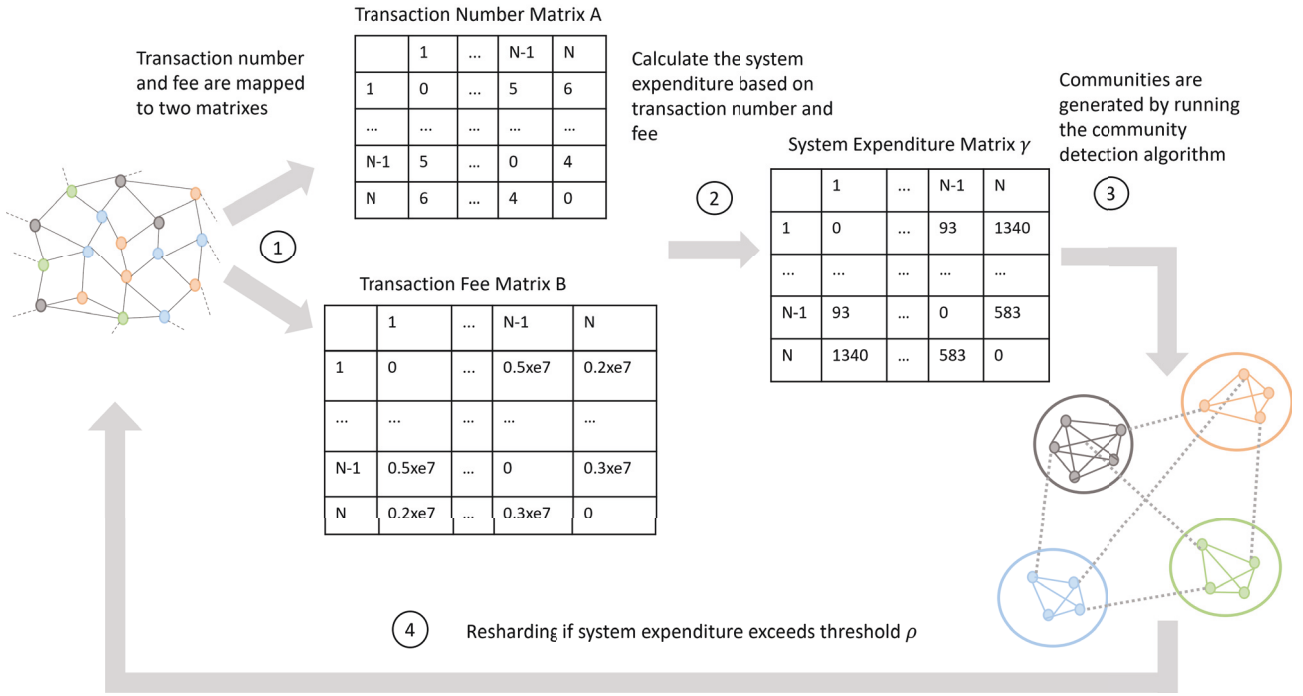 Transaction number
and fee are mapped
to two matrixes
1
Transaction Number Matrix A
1 ... N-1 N
1 0 ... 5 6
... ... ... ... ...
N-1 5 ... 0 4
N 6 ... 4 0
Transaction Fee Matrix B
1 ... N-1 N
1 0 ... 0.5xe7 0.2xe7
... ... ... ... ...
N-1 0.5xe7 ... 0 0.3xe7
N 0.2xe7 ... 0.3xe7 0
Calculate the system
expenditure based on
transaction number and
fee
2
System Expenditure Matrix γ
1 ... N-1 N
1 0 ... 93 1340
... ... ... ... ...
N-1 93 ... 0 583
N 1340 ... 583 0
Communities are
generated by running
the community
detection algorithm
3
4 Resharding if system expenditure exceeds threshold ρ